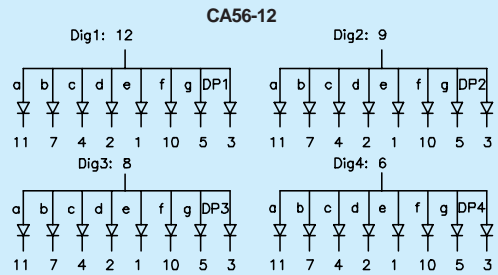 CA56-12
Dig1: 12
Dig2: 9
a b c d e f g DP1
a b c d e f g DP2
11 7 4 2 1 10 5 3
11 7 4 2 1 10 5 3
Dig3: 8
Dig4: 6
a b c d e f g DP3
a b c d e f g DP4
11 7 4 2 1 10 5 3
11 7 4 2 1 10 5 3